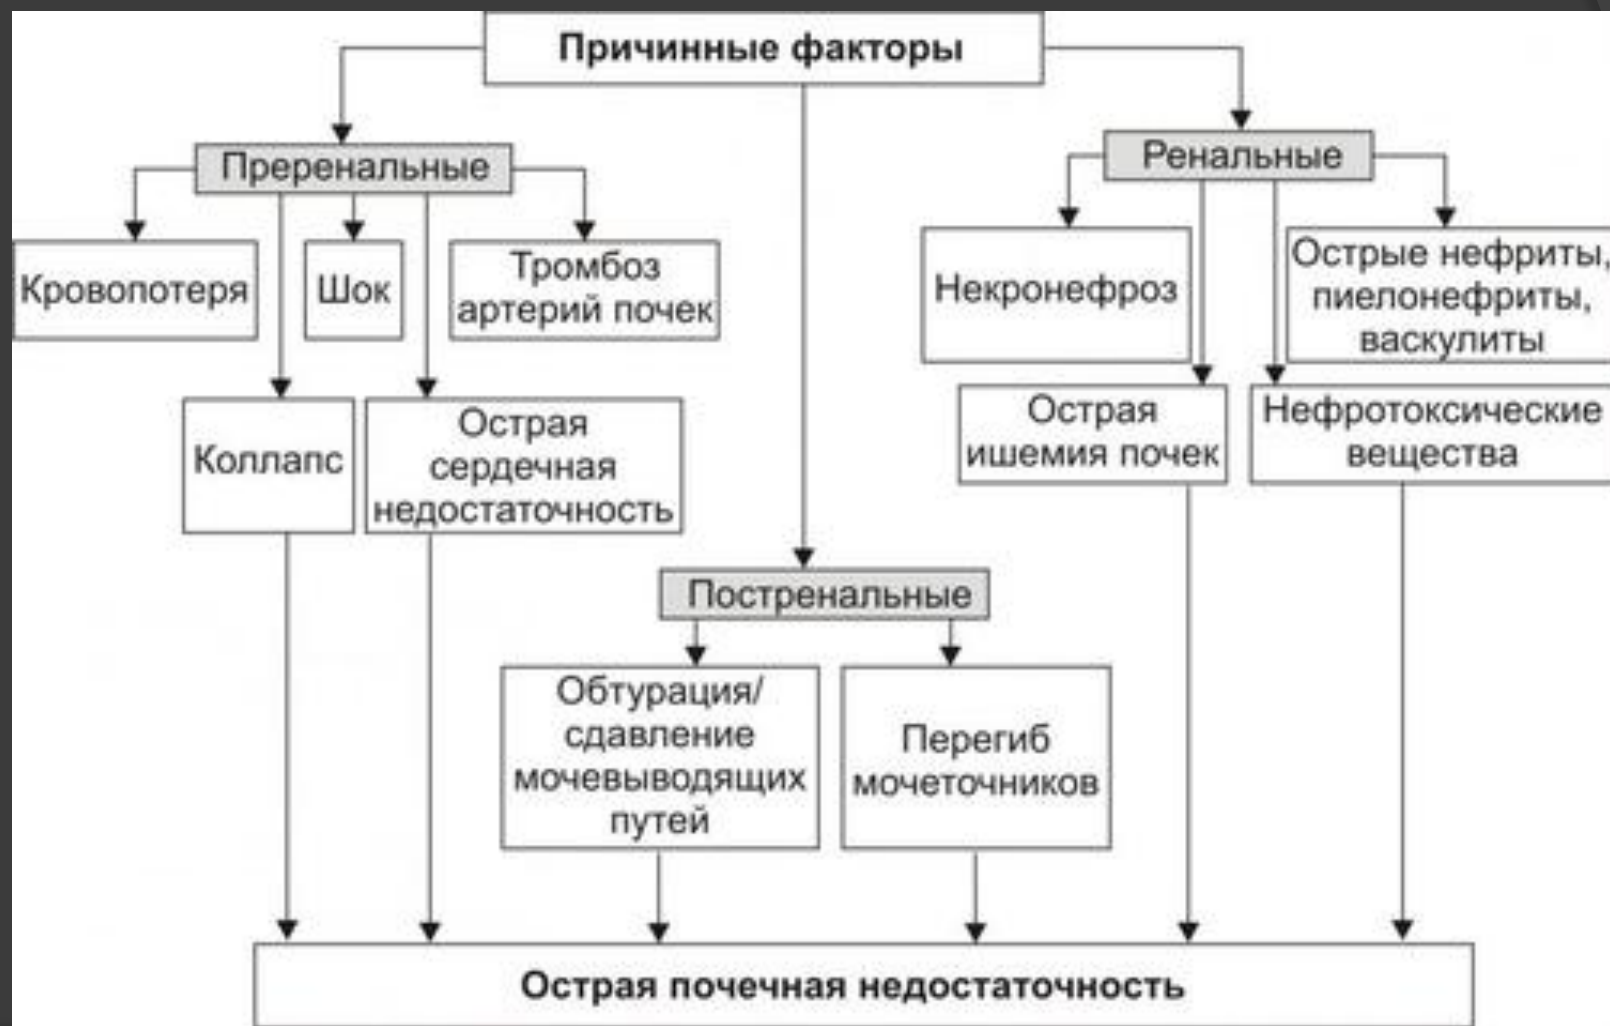 Причинные факторы
Преренальные
Ренальные
Кровопотеря
Шок
Тромбоз
артерий почек
Некронефроз
Острые нефриты,
пиелонефриты,
васкулиты
Коллапс
Острая
сердечная
недостаточность
Острая
ишемия почек
Нефротоксические
вещества
Постренальные
Обтурация/
сдавление
мочевыводящих
путей
Перегиб
мочеточников
Острая почечная недостаточность